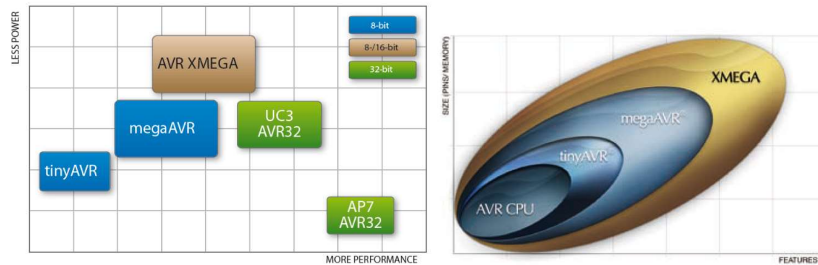 LESS POWER
8-bit
8-/16-bit
32-bit
AVR XMEGA
megaAVR
UC3
AVR32
tinyAVR
AP7
AVR32
MORE PERFORMANCE
SIZE (PINS/ MEMORY)
XMEGA
megaAVR
tinyAVR
AVR CPU
FEATURES